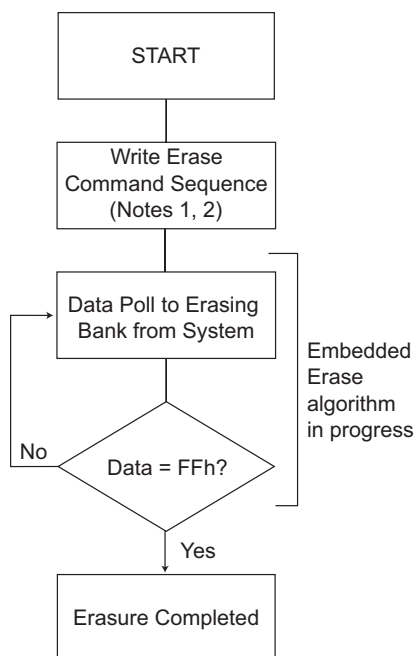 START
Write Erase
Command Sequence
(Notes 1, 2)
Data Poll to Erasing
Bank from System
Embedded
Erase
algorithm
in progress
No
Data = FFh?
Yes
Erasure Completed